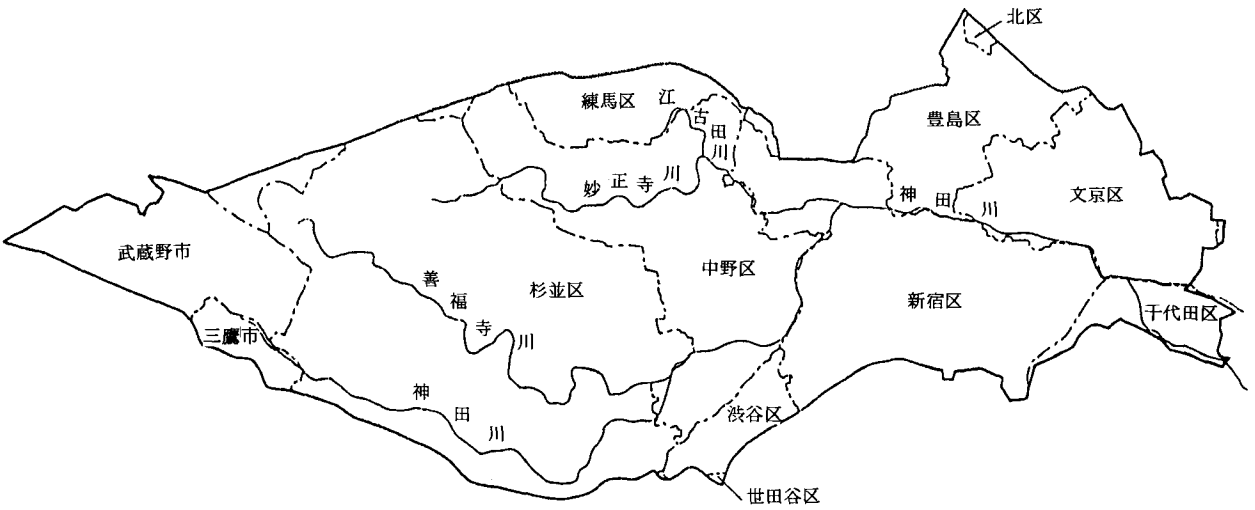 北区
練馬区
江古田川
豊島区
妙正寺川
神田川
文京区
武蔵野市
中野区
善福寺川
杉並区
新宿区
千代田区
三鷹市
神田川
渋谷区
世田谷区